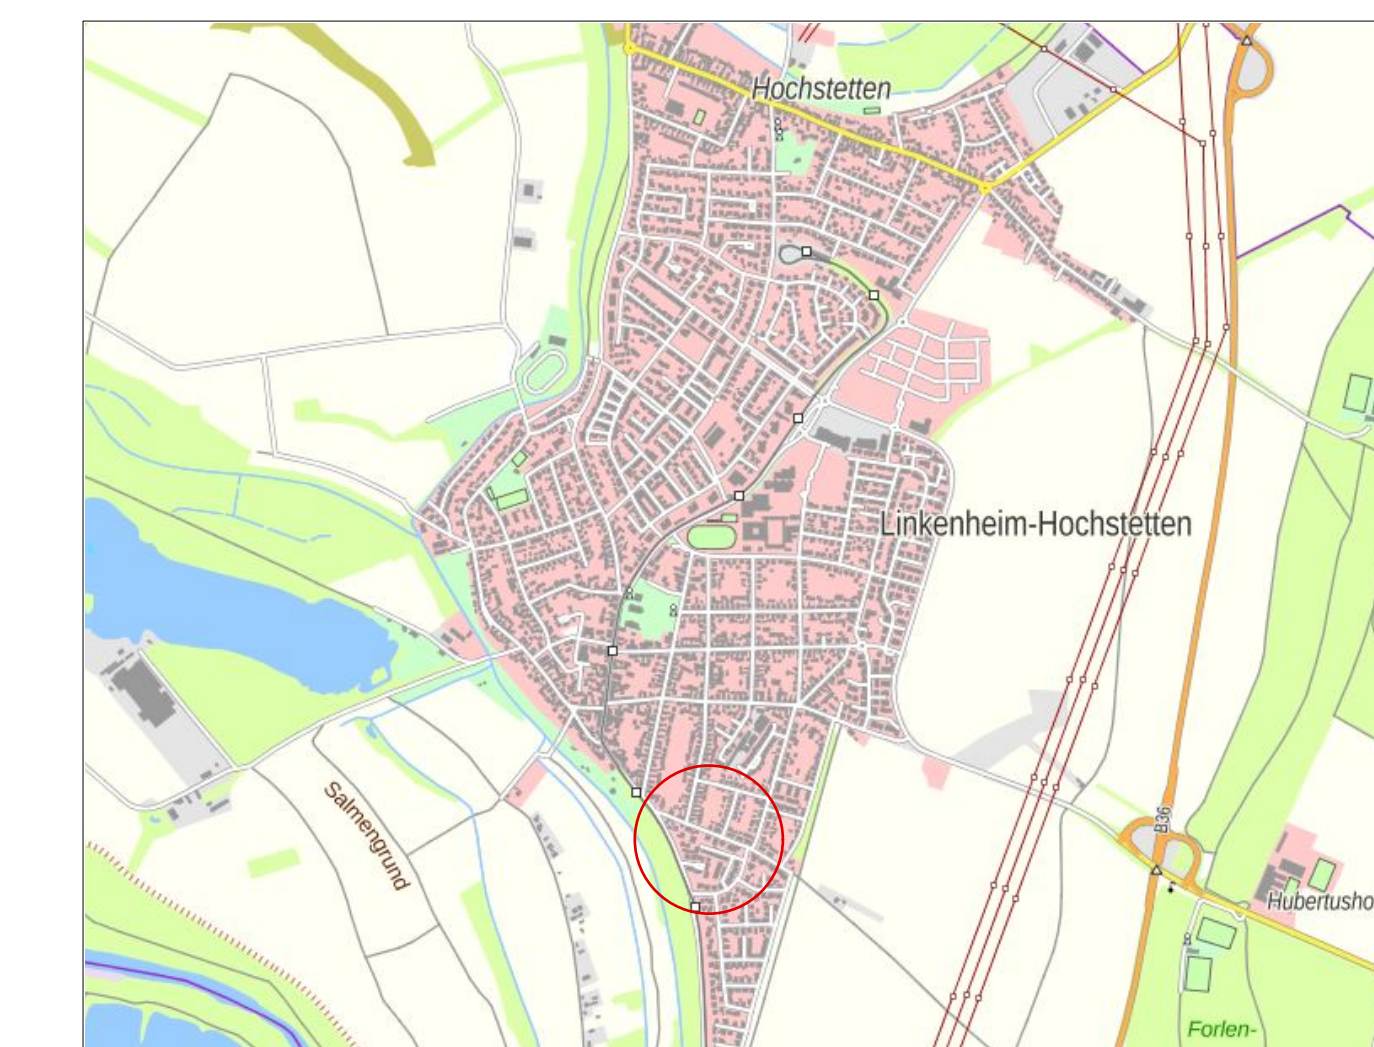 Hochstetten
Linkenheim-Hochstetten
Salmengrund
B36
Hubertusho
Forlen-